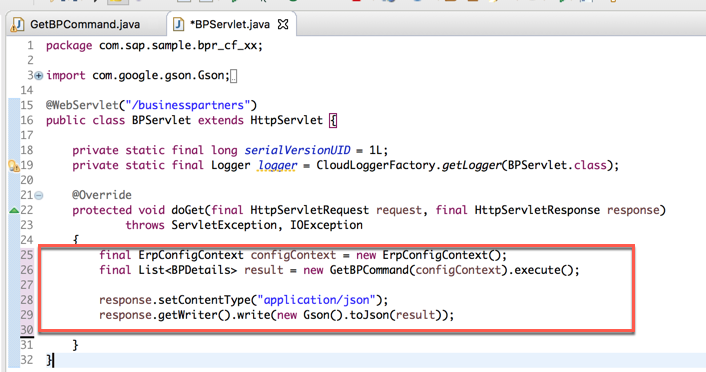 GetBPCommand.java
*BPServlet.java
1 package com.sap.sample.bpr_cf_xx;
2
3 import com.google.gson.Gson;
14
15 @WebServlet("/businesspartners")
16 public class BPServlet extends HttpServlet {
17
18 private static final long serialVersionUID = 1L;
19 private static final Logger logger = CloudLoggerFactory.getLogger(BPServlet.class);
20
21 @Override
22 protected void doGet(final HttpServletRequest request, final HttpServletResponse response)
23 throws ServletException, IOException
24 {
25 final ErpConfigContext configContext = new ErpConfigContext();
26 final List<BPDetails> result = new GetBPCommand(configContext).execute();
27
28 response.setContentType("application/json");
29 response.getWriter().write(new Gson().toJson(result));
30
31 }
32 }